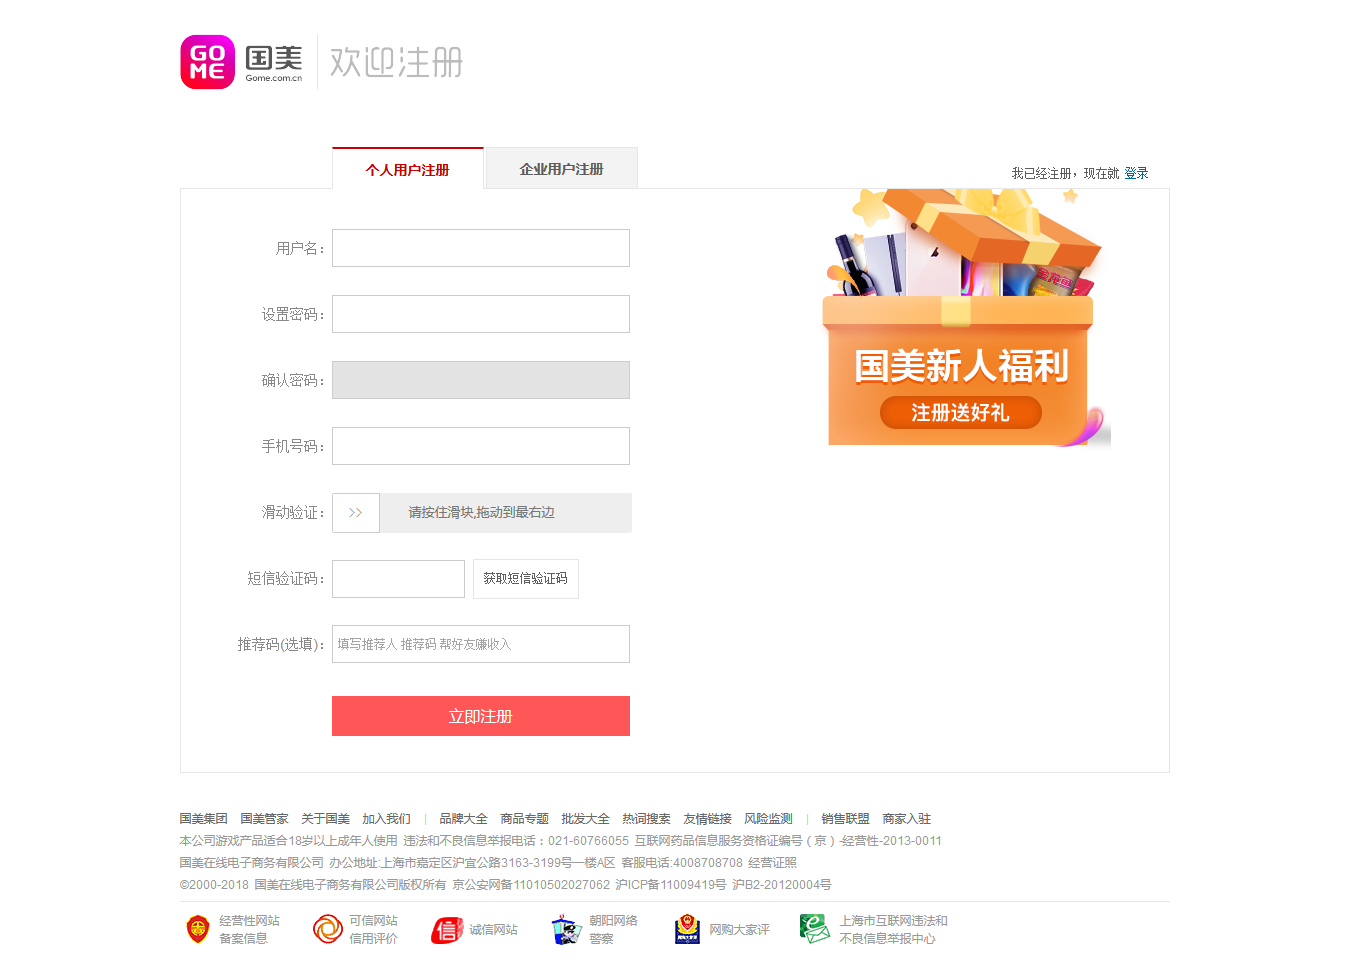 GO
ME
国美
Gome.com.cn
欢迎注册
个人用户注册
企业用户注册
我已经注册，现在就 登录
用户名：
设置密码：
确认密码：
手机号码：
滑动验证：
>>
请按住滑块,拖动到最右边
短信验证码：
获取短信验证码
推荐码(选填)：
填写推荐人 推荐码 帮好友赚收入
立即注册
金龙鱼
国美新人福利
注册送好礼
国美集团 国美管家 关于国美 加入我们 | 品牌大全 商品专题 批发大全 热词搜索 友情链接 风险监测 | 销售联盟 商家入驻
本公司游戏产品适合18岁以上成年人使用 违法和不良信息举报电话：021-60766055 互联网药品信息服务资格证编号（京）-经营性-2013-0011
国美在线电子商务有限公司 办公地址:上海市嘉定区沪宜公路3163-3199号一楼A区 客服电话:4008708708 经营证照
©2000-2018 国美在线电子商务有限公司版权所有 京公安网备11010502027062 沪ICP备11009419号 沪B2-20120004号
经营性网站
备案信息
可信网站
信用评价
信
诚信网站
朝阳网络
警察
网购大家评
上海市互联网违法和
不良信息举报中心